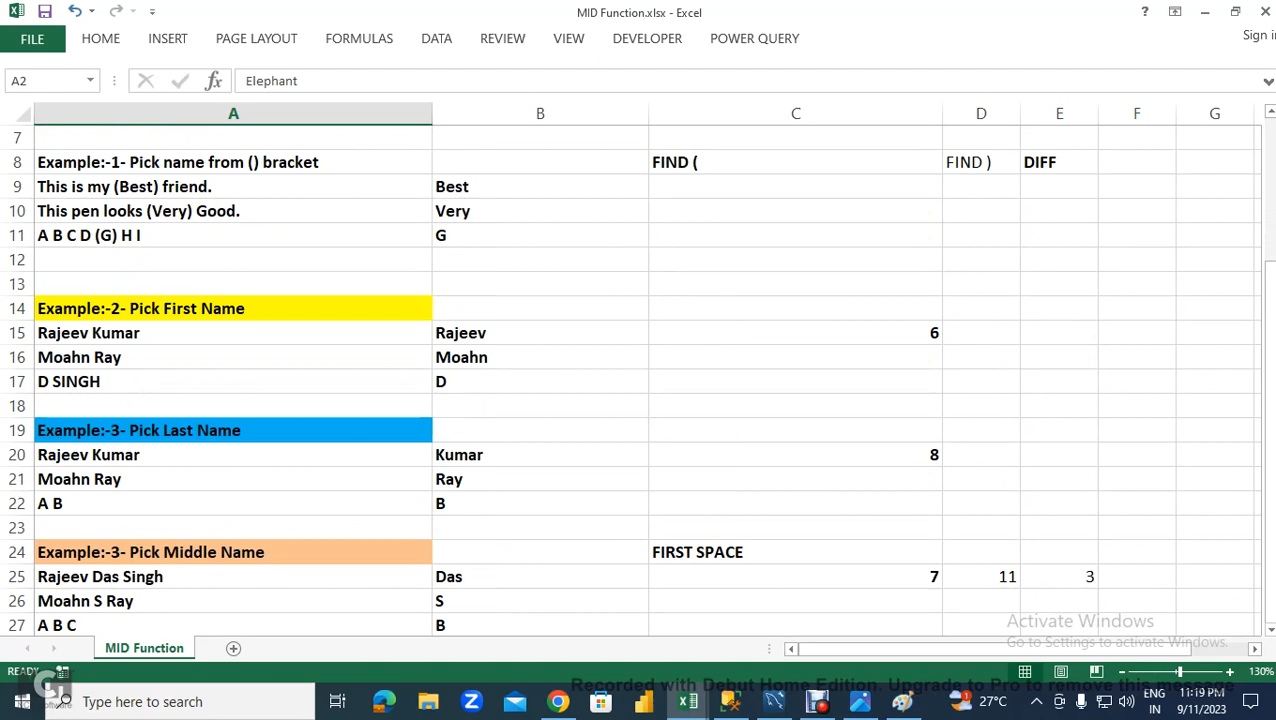 MID Function.xlsx - Excel
?
FILE HOME INSERT PAGE LAYOUT FORMULAS DATA REVIEW VIEW DEVELOPER POWER QUERY Sign in
A2 fx Elephant
A B C D E F G
7
8 Example:-1- Pick name from () bracket FIND ( FIND ) DIFF
9 This is my (Best) friend. Best
10 This pen looks (Very) Good. Very
11 A B C D (G) H I G
12
13
14 Example:-2- Pick First Name
15 Rajeev Kumar Rajeev 6
16 Moahn Ray Moahn
17 D SINGH D
18
19 Example:-3- Pick Last Name
20 Rajeev Kumar Kumar 8
21 Moahn Ray Ray
22 A B B
23
24 Example:-3- Pick Middle Name FIRST SPACE
25 Rajeev Das Singh Das 7 11 3
26 Moahn S Ray S
27 A B C B
Activate Windows
Go to Settings to activate Windows.
MID Function
READY 130%
Recorded with Debut Home Edition. Upgrade to Pro to remove this message
Software
Type here to search
27°C
ENG
IN
11:19 PM
9/11/2023